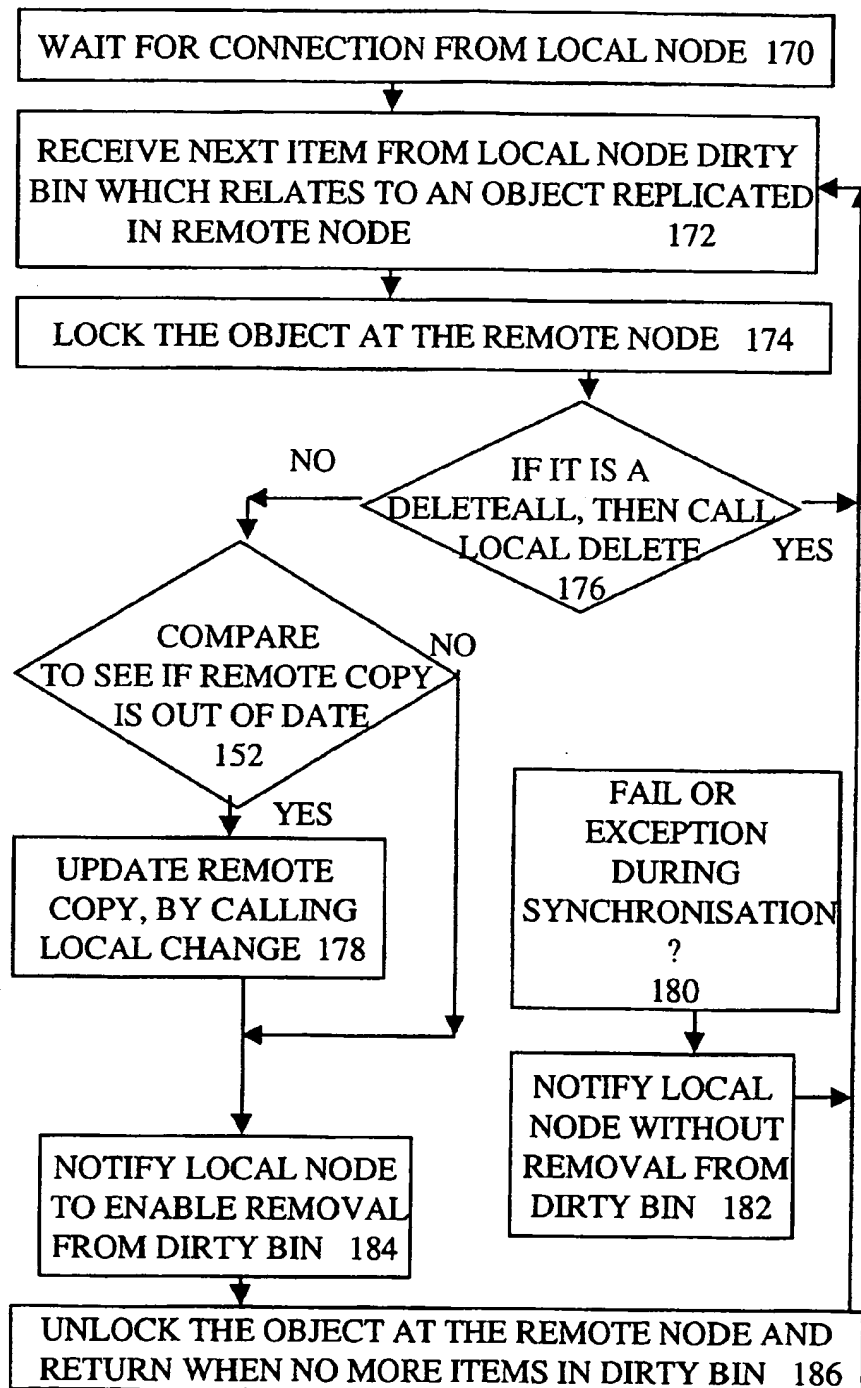 WAIT FOR CONNECTION FROM LOCAL NODE 170
RECEIVE NEXT ITEM FROM LOCAL NODE DIRTY
BIN WHICH RELATES TO AN OBJECT REPLICATED
IN REMOTE NODE 172
LOCK THE OBJECT AT THE REMOTE NODE 174
NO
IF IT IS A
DELETEALL, THEN CALL
LOCAL DELETE
176
YES
COMPARE
TO SEE IF REMOTE COPY
IS OUT OF DATE
152
NO
YES
UPDATE REMOTE
COPY, BY CALLING
LOCAL CHANGE 178
FAIL OR
EXCEPTION
DURING
SYNCHRONISATION
?
180
NOTIFY LOCAL
NODE WITHOUT
REMOVAL FROM
DIRTY BIN 182
NOTIFY LOCAL NODE
TO ENABLE REMOVAL
FROM DIRTY BIN 184
UNLOCK THE OBJECT AT THE REMOTE NODE AND
RETURN WHEN NO MORE ITEMS IN DIRTY BIN 186